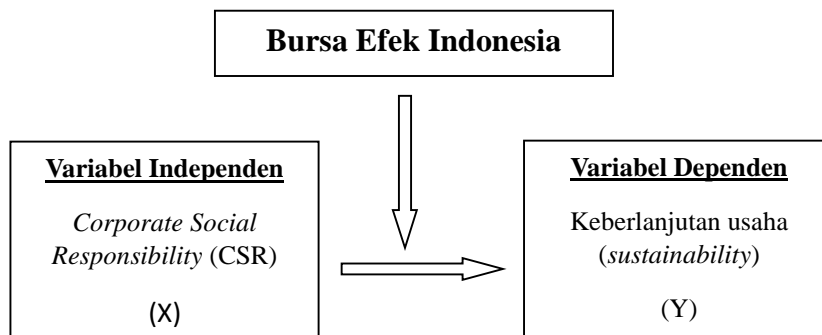 Bursa Efek Indonesia
Variabel Independen
Corporate Social
Responsibility (CSR)
(X)
Variabel Dependen
Keberlanjutan usaha
(sustainability)
(Y)